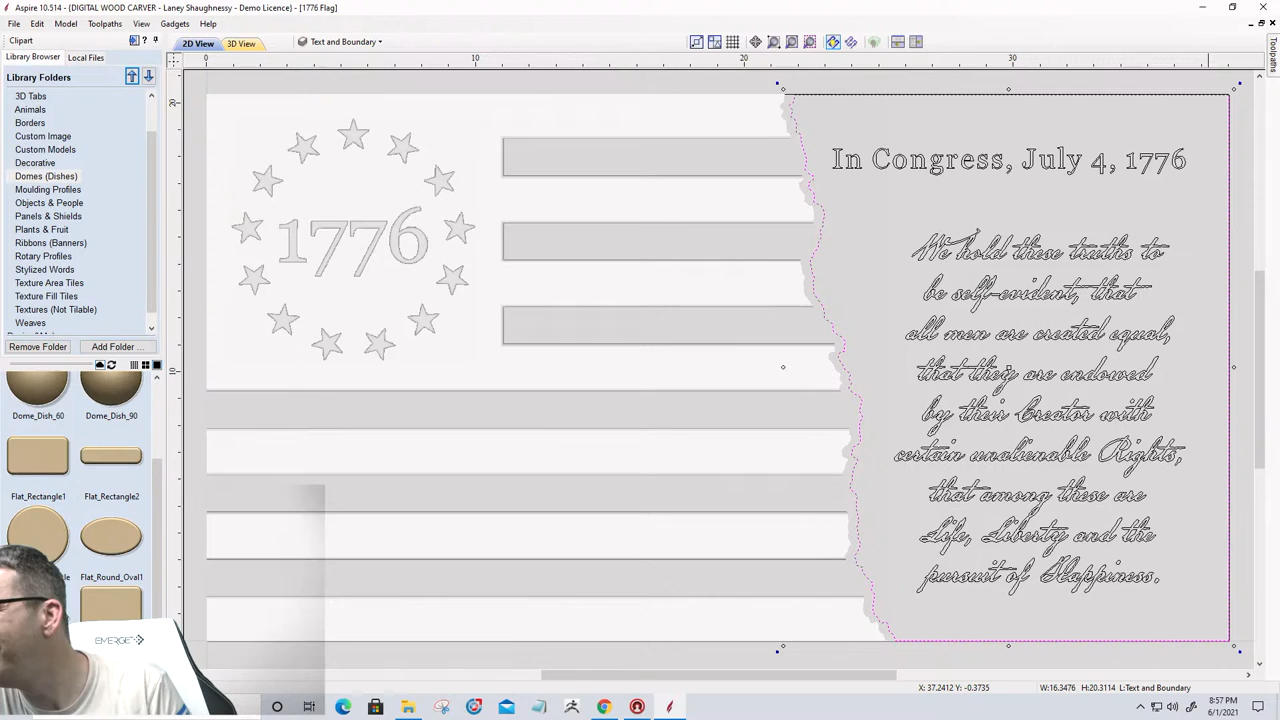 Aspire 10.514 - {DIGITAL WOOD CARVER - Laney Shaughnessy - Demo Licence} - [1776 Flag]
File Edit Model Toolpaths View Gadgets Help
Clipart
2D View 3D View Text and Boundary
Library Browser Local Files
Library Folders
3D Tabs
Animals
Borders
Custom Image
Custom Models
Decorative
Domes (Dishes)
Moulding Profiles
Objects & People
Panels & Shields
Plants & Fruit
Ribbons (Banners)
Rotary Profiles
Stylized Words
Texture Area Tiles
Texture Fill Tiles
Textures (Not Tilable)
Weaves
Remove Folder Add Folder ...
Dome_Dish_60 Dome_Dish_90
Flat_Rectangle1 Flat_Rectangle2
Flat_Round_Oval1
0 10 20 30
20
10
1776
In Congress, July 4, 1776
We hold these truths to
be self-evident, that
all men are created equal,
that they are endowed
by their Creator with
certain unalienable Rights,
that among these are
Life, Liberty and the
pursuit of Happiness.
Toolpaths
EMERGE
X: 37.2412 Y: -0.3735 W:16.3476 H:20.3114 L:Text and Boundary
8:57 PM
6/1/2021